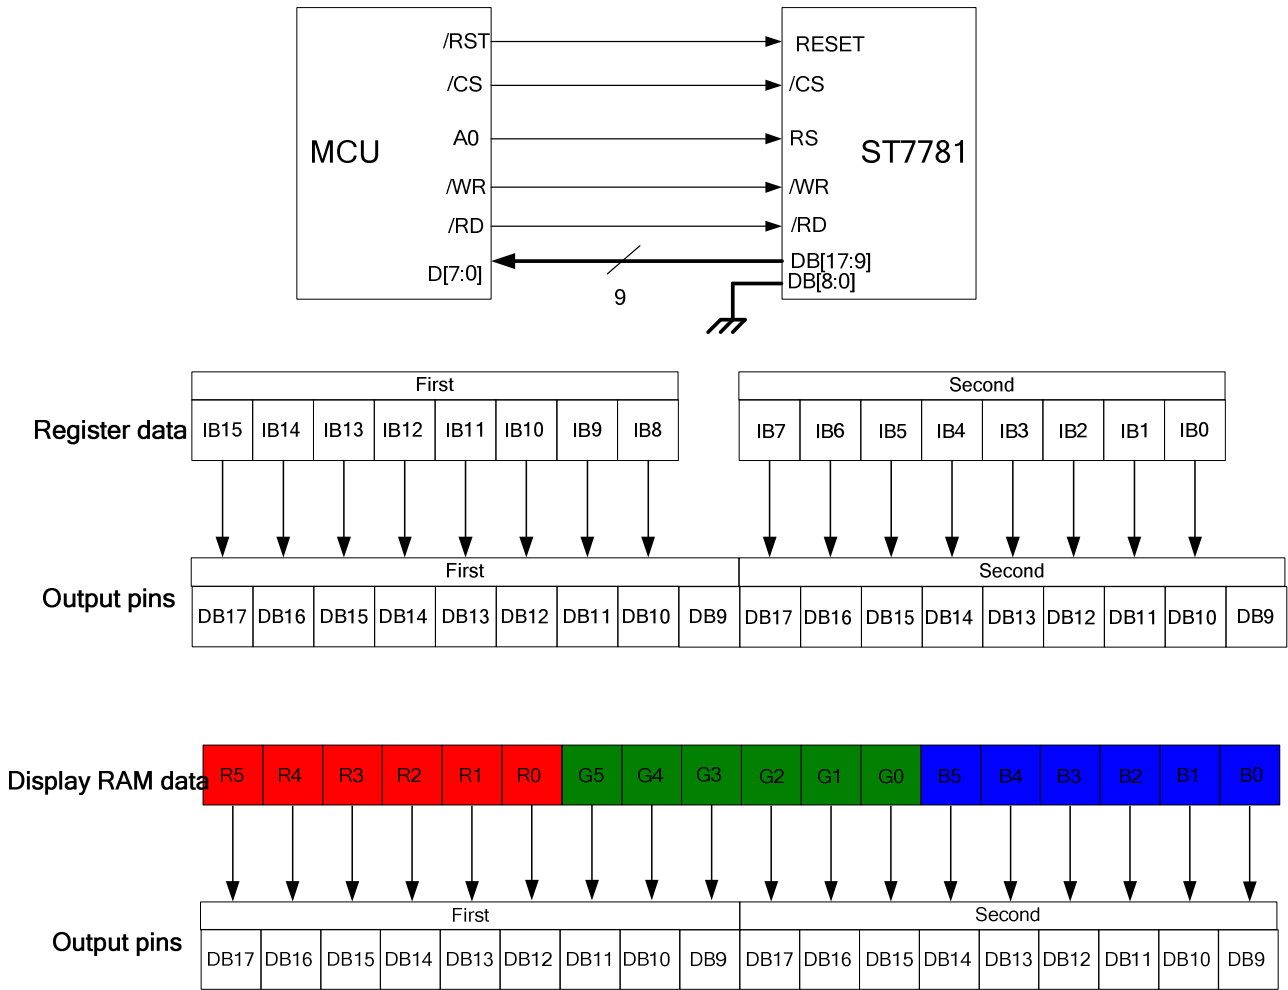 /RST RESET
/CS /CS
A0 RS
MCU ST7781
/WR /WR
/RD /RD
D[7:0] DB[17:9]
DB[8:0]
9
First Second
Register data IB15 IB14 IB13 IB12 IB11 IB10 IB9 IB8 IB7 IB6 IB5 IB4 IB3 IB2 IB1 IB0
First Second
Output pins DB17 DB16 DB15 DB14 DB13 DB12 DB11 DB10 DB9 DB17 DB16 DB15 DB14 DB13 DB12 DB11 DB10 DB9
Display RAM data R5 R4 R3 R2 R1 R0 G5 G4 G3 G2 G1 G0 B5 B4 B3 B2 B1 B0
First Second
Output pins DB17 DB16 DB15 DB14 DB13 DB12 DB11 DB10 DB9 DB17 DB16 DB15 DB14 DB13 DB12 DB11 DB10 DB9